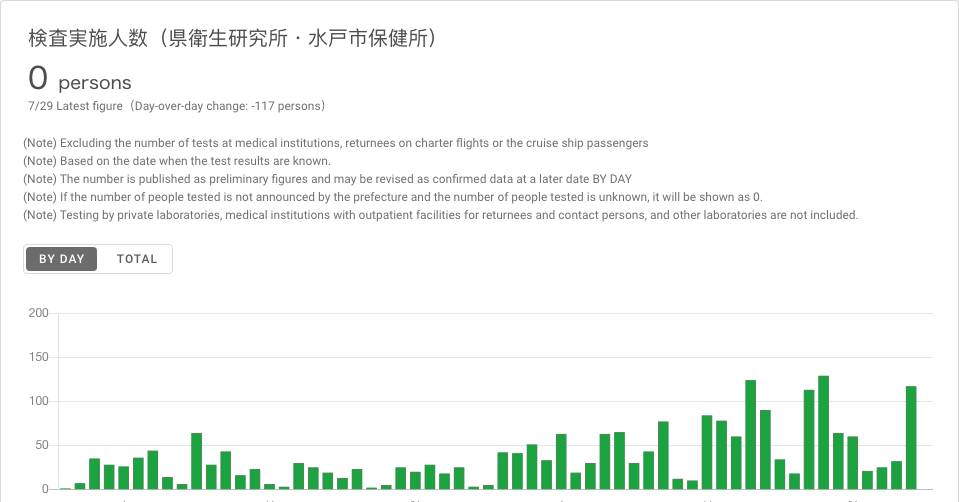 検査実施人数（県衛生研究所・水戸市保健所）
0 persons
7/29 Latest figure（Day-over-day change: -117 persons）
(Note) Excluding the number of tests at medical institutions, returnees on charter flights or the cruise ship passengers
(Note) Based on the date when the test results are known.
(Note) The number is published as preliminary figures and may be revised as confirmed data at a later date BY DAY
(Note) If the number of people tested is not announced by the prefecture and the number of people tested is unknown, it will be shown as 0.
(Note) Testing by private laboratories, medical institutions with outpatient facilities for returnees and contact persons, and other laboratories are not included.
BY DAY TOTAL
200
150
100
50
0